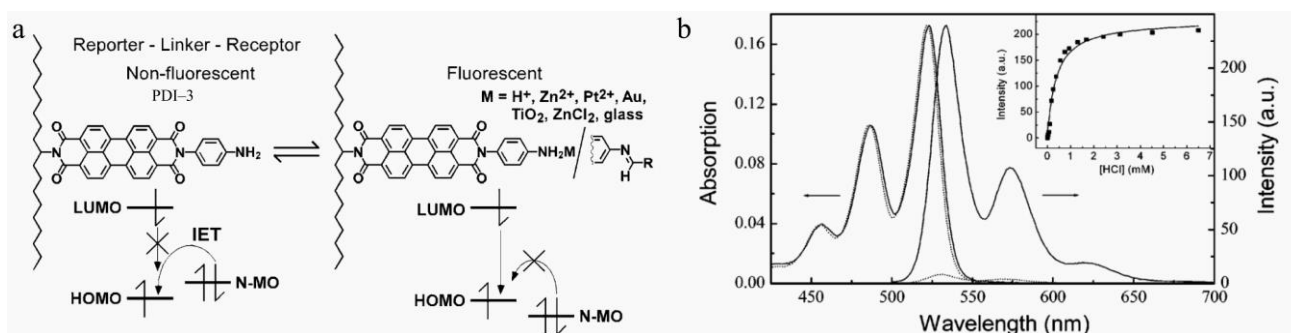 a
Reporter - Linker - Receptor
Non-fluorescent
PDI–3
Fluorescent
M = H⁺, Zn²⁺, Pt²⁺, Au,
TiO₂, ZnCl₂, glass
O
O
N
N
NH₂
O
O
O
O
N
N
NH₂M
O
O
N
R
H
LUMO
IET
HOMO
N-MO
LUMO
HOMO
N-MO
b
Absorption
0.16
0.12
0.08
0.04
0.00
450
500
550
600
650
700
Wavelength (nm)
Intensity (a.u.)
200
100
50
0
Intensity (a.u.)
200
150
100
50
0
0
1
2
3
4
5
6
7
[HCl] (mM)